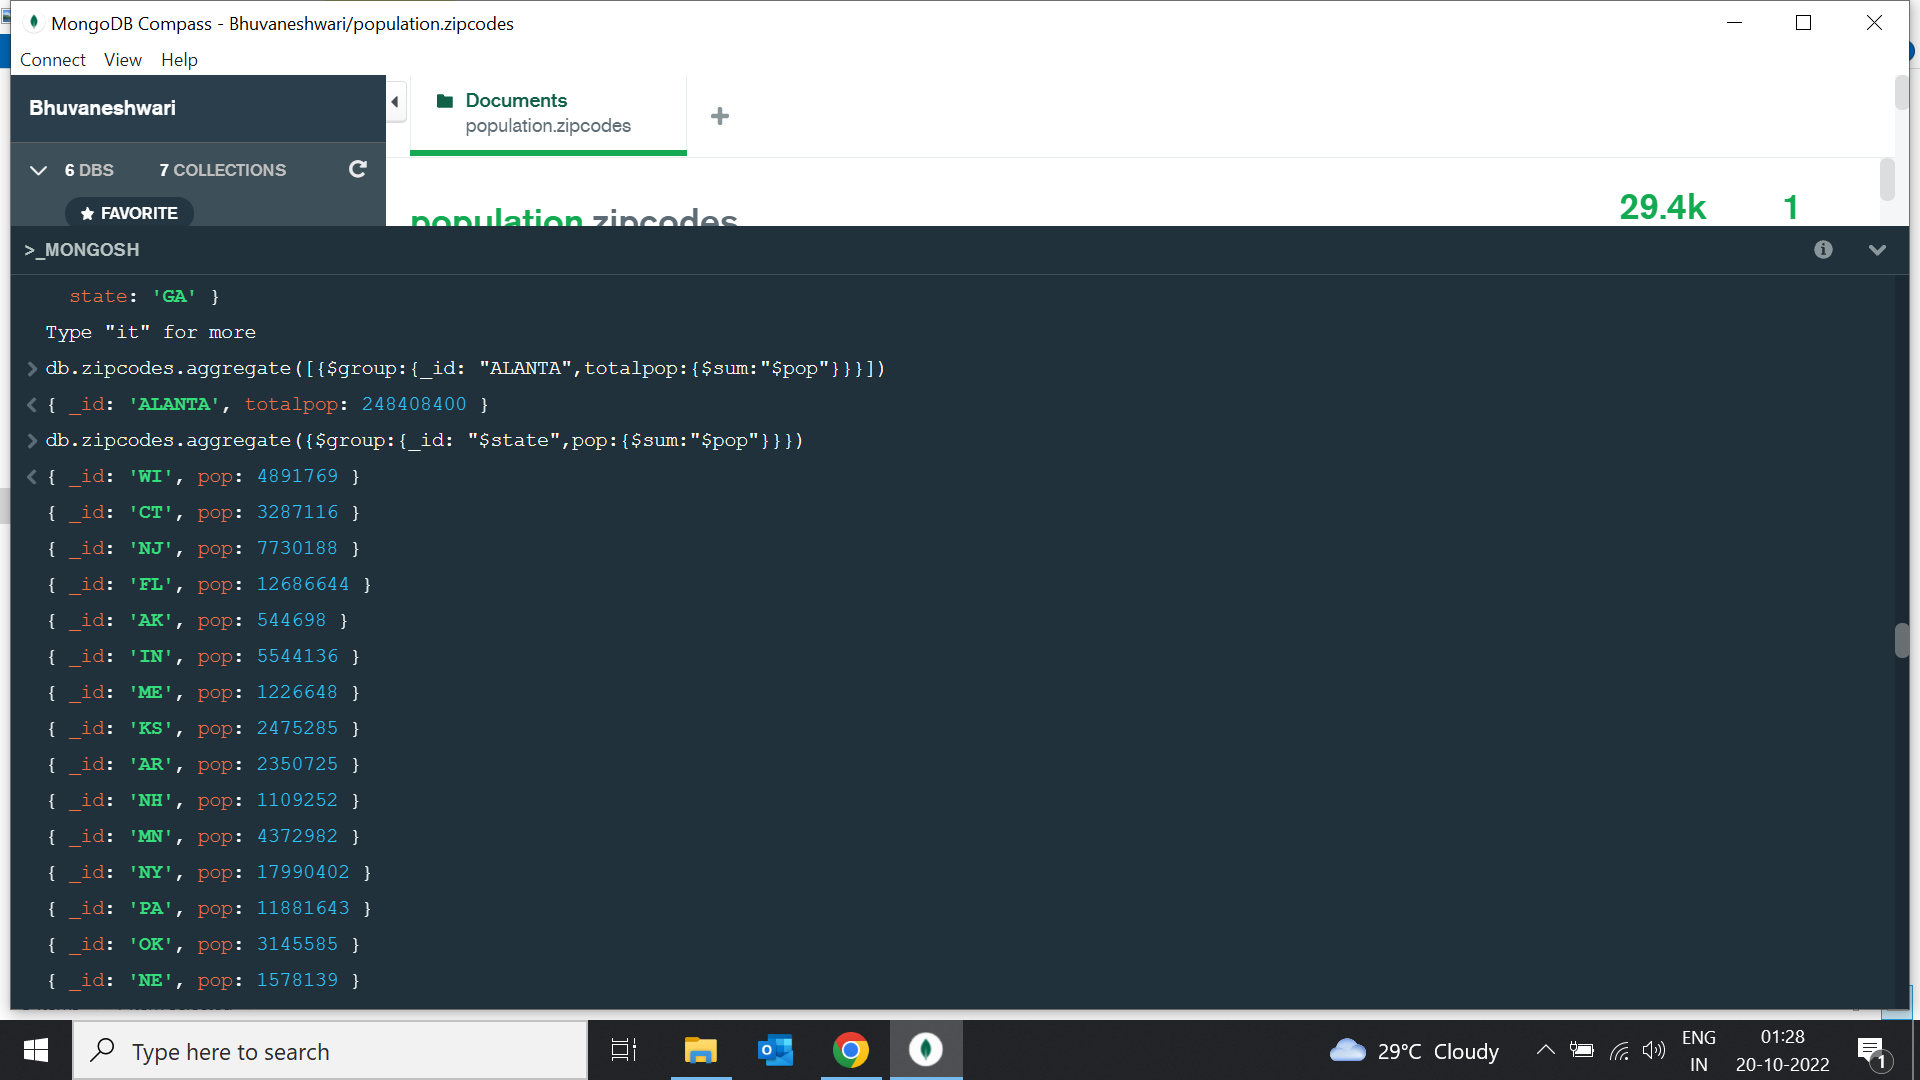 MongoDB Compass - Bhuvaneshwari/population.zipcodes
Connect View Help
Bhuvaneshwari
Documents
population.zipcodes
6 DBS 7 COLLECTIONS
FAVORITE
population.zipcodes
29.4k 1
>_MONGOSH
state: 'GA' }
Type "it" for more
db.zipcodes.aggregate([{$group:{_id: "ALANTA",totalpop:{$sum:"$pop"}}}])
{ _id: 'ALANTA', totalpop: 248408400 }
db.zipcodes.aggregate({$group:{_id: "$state",pop:{$sum:"$pop"}}})
{ _id: 'WI', pop: 4891769 }
{ _id: 'CT', pop: 3287116 }
{ _id: 'NJ', pop: 7730188 }
{ _id: 'FL', pop: 12686644 }
{ _id: 'AK', pop: 544698 }
{ _id: 'IN', pop: 5544136 }
{ _id: 'ME', pop: 1226648 }
{ _id: 'KS', pop: 2475285 }
{ _id: 'AR', pop: 2350725 }
{ _id: 'NH', pop: 1109252 }
{ _id: 'MN', pop: 4372982 }
{ _id: 'NY', pop: 17990402 }
{ _id: 'PA', pop: 11881643 }
{ _id: 'OK', pop: 3145585 }
{ _id: 'NE', pop: 1578139 }
Type here to search
29°C Cloudy
ENG
IN
01:28
20-10-2022
1